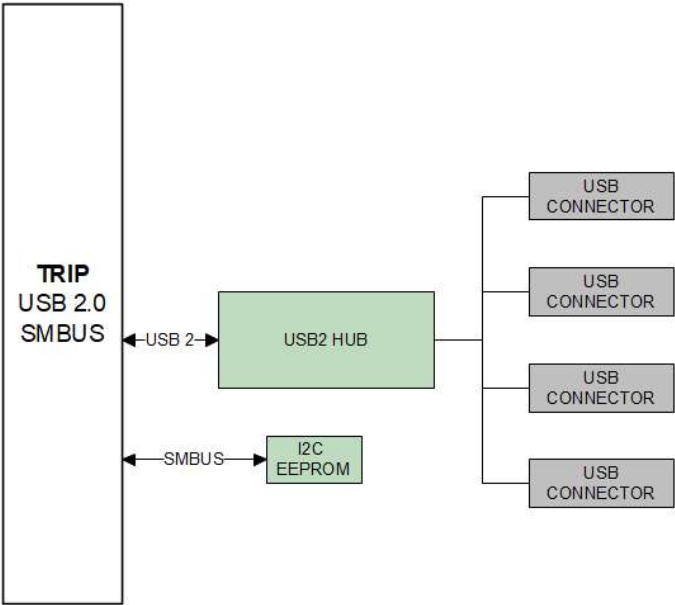 TRIP
USB 2.0
SMBUS
USB 2
USB2 HUB
SMBUS
I2C
EEPROM
USB
CONNECTOR
USB
CONNECTOR
USB
CONNECTOR
USB
CONNECTOR